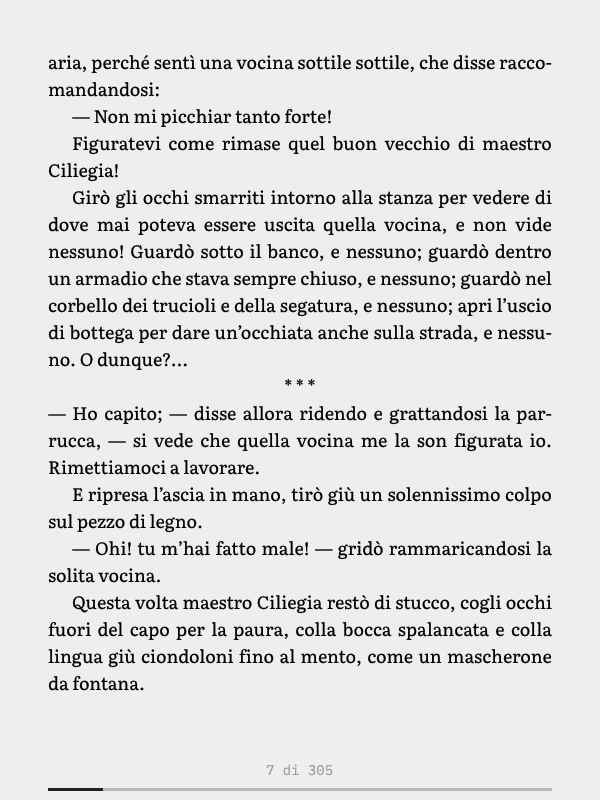 aria, perché sentì una vocina sottile sottile, che disse racco-
mandandosi:
— Non mi picchiar tanto forte!
Figuratevi come rimase quel buon vecchio di maestro
Ciliegia!
Girò gli occhi smarriti intorno alla stanza per vedere di
dove mai poteva essere uscita quella vocina, e non vide
nessuno! Guardò sotto il banco, e nessuno; guardò dentro
un armadio che stava sempre chiuso, e nessuno; guardò nel
corbello dei trucioli e della segatura, e nessuno; apri l’uscio
di bottega per dare un’occhiata anche sulla strada, e nessu-
no. O dunque?…
* * *
— Ho capito; — disse allora ridendo e grattandosi la par-
rucca, — si vede che quella vocina me la son figurata io.
Rimettiamoci a lavorare.
E ripresa l’ascia in mano, tirò giù un solennissimo colpo
sul pezzo di legno.
— Ohi! tu m’hai fatto male! — gridò rammaricandosi la
solita vocina.
Questa volta maestro Ciliegia restò di stucco, cogli occhi
fuori del capo per la paura, colla bocca spalancata e colla
lingua giù ciondoloni fino al mento, come un mascherone
da fontana.
7 di 305